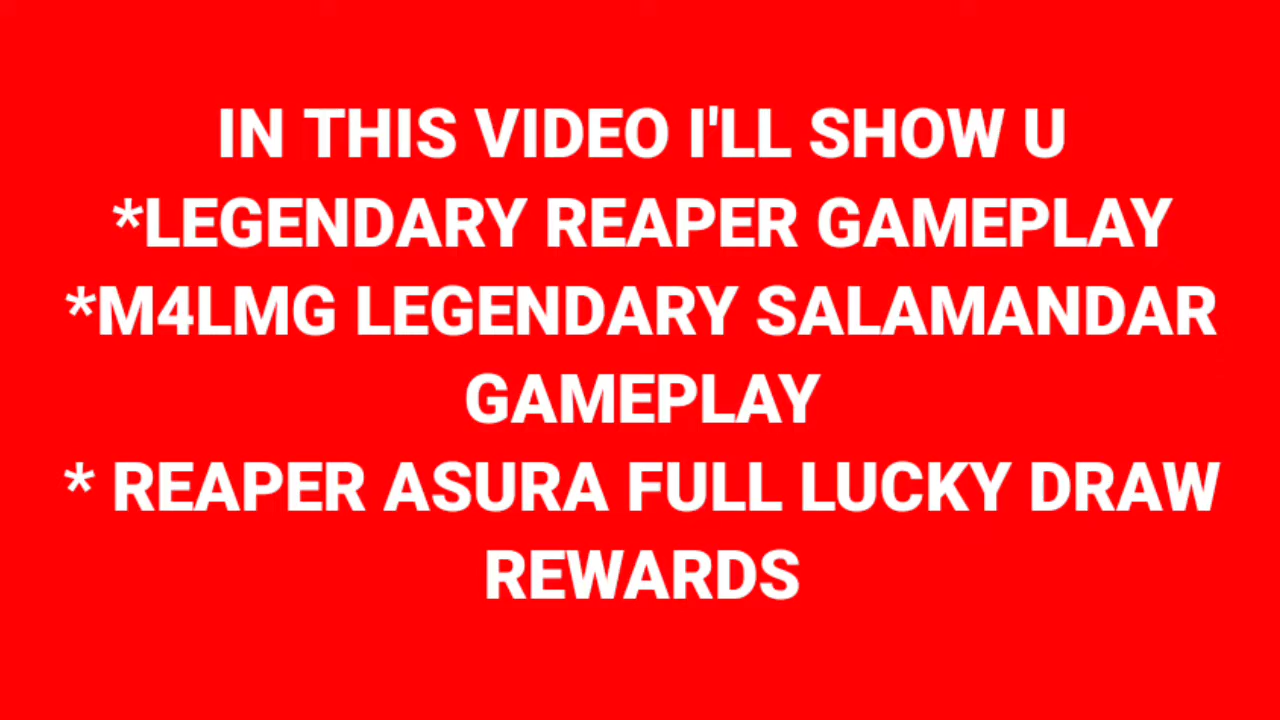 IN THIS VIDEO I'LL SHOW U
*LEGENDARY REAPER GAMEPLAY
*M4LMG LEGENDARY SALAMANDAR
GAMEPLAY
* REAPER ASURA FULL LUCKY DRAW
REWARDS